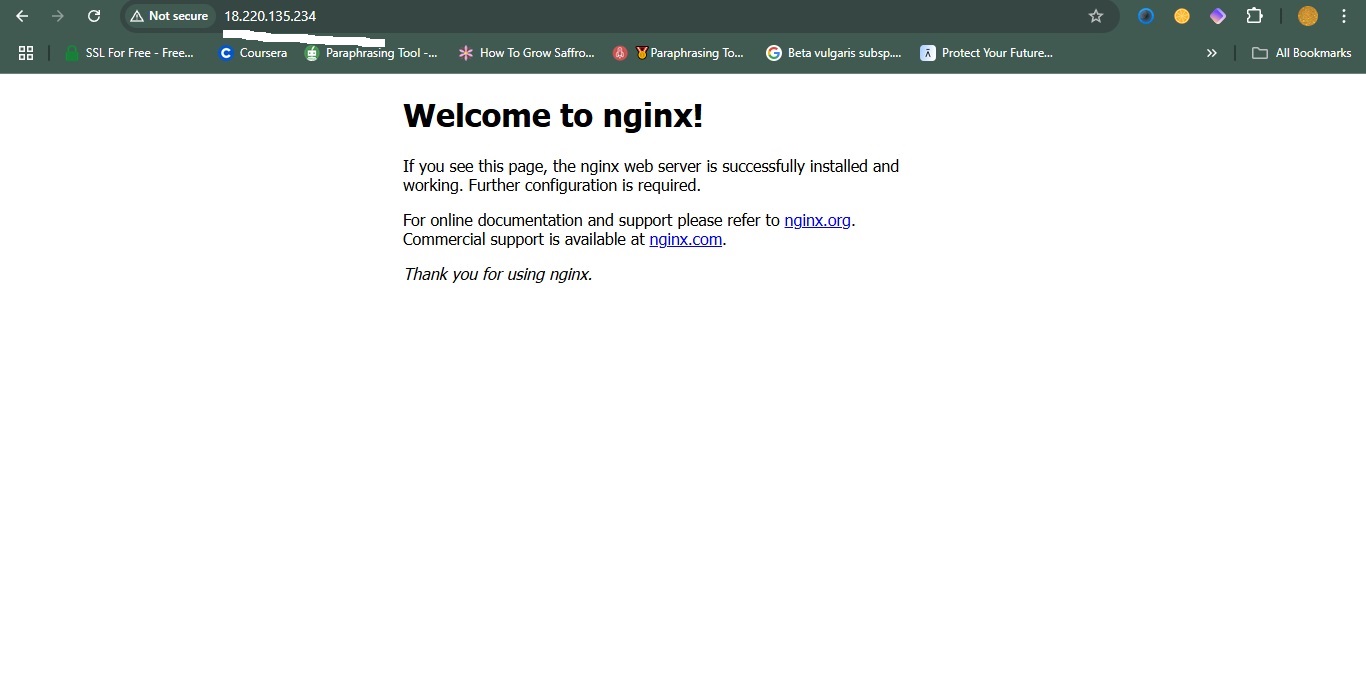 Not secure 18.220.135.234
SSL For Free - Free... Coursera Paraphrasing Tool -... How To Grow Saffro... Paraphrasing To... Beta vulgaris subsp.... Protect Your Future... » All Bookmarks
Welcome to nginx!
If you see this page, the nginx web server is successfully installed and
working. Further configuration is required.
For online documentation and support please refer to nginx.org.
Commercial support is available at nginx.com.
Thank you for using nginx.